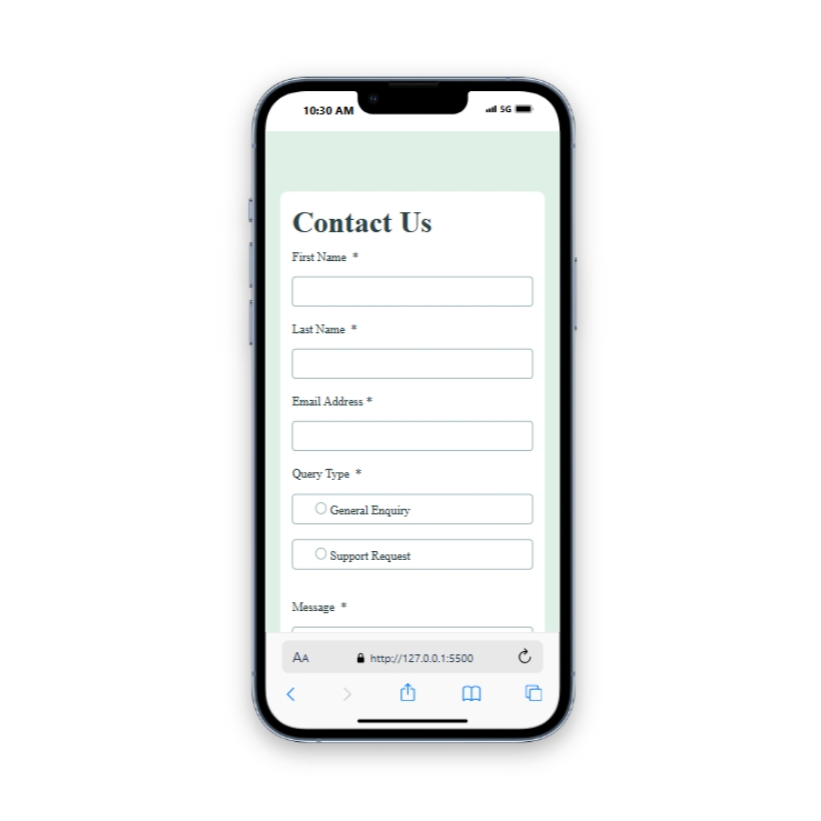 10:30 AM 5G
Contact Us
First Name *
Last Name *
Email Address *
Query Type *
General Enquiry
Support Request
Message *
AA http://127.0.0.1:5500